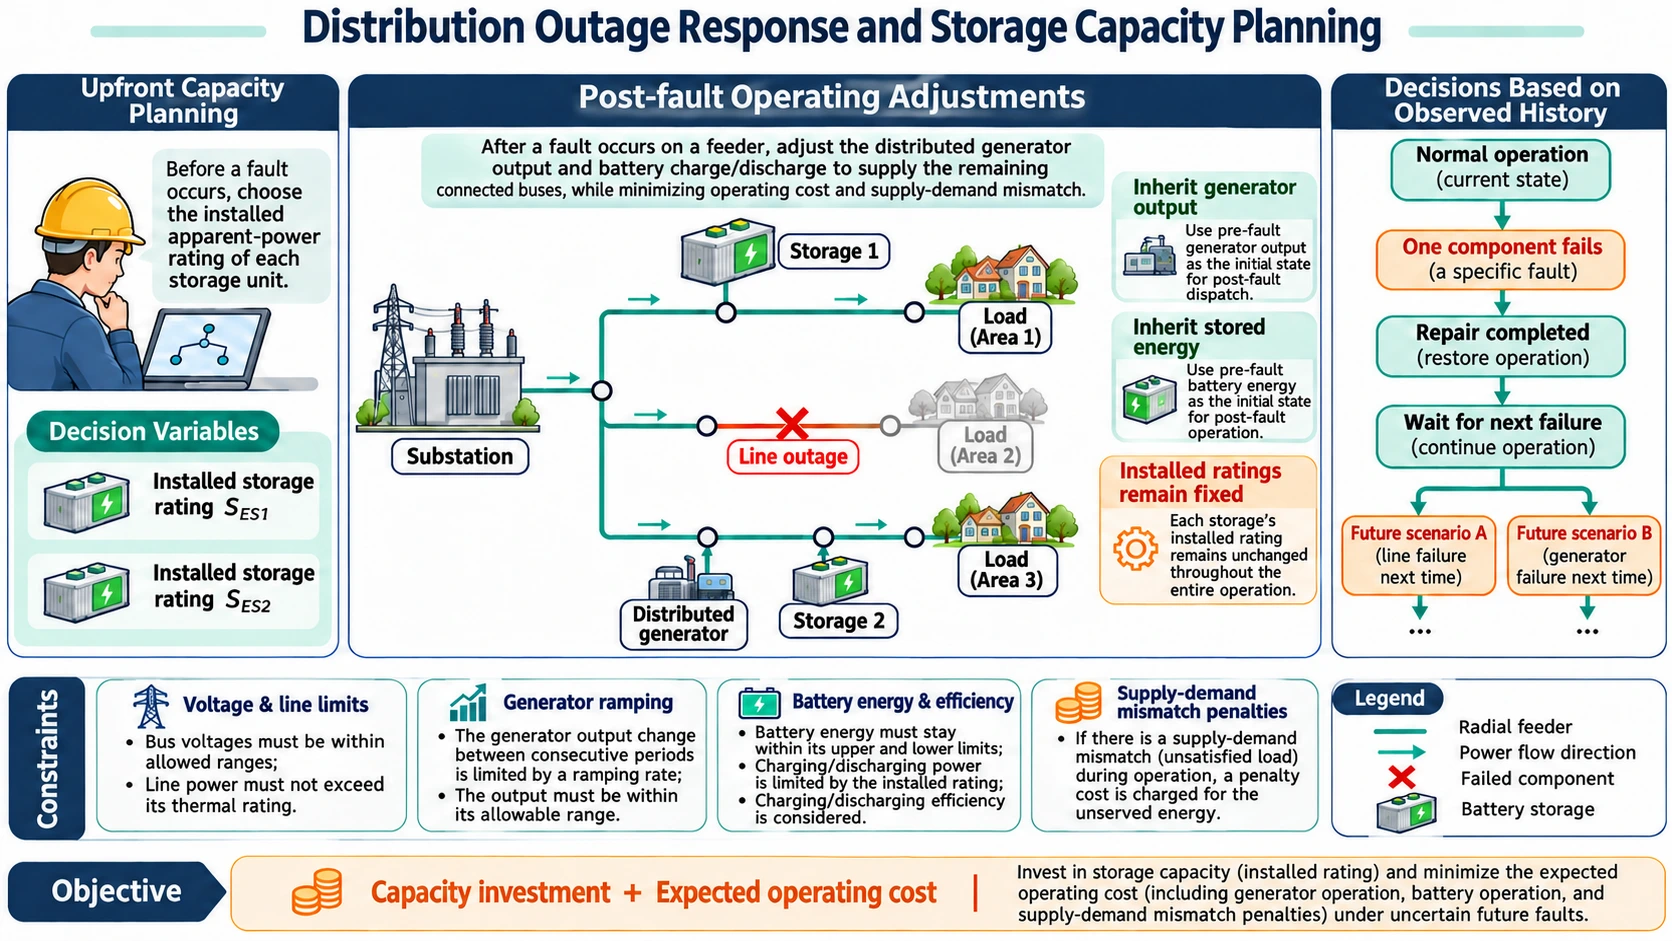 Distribution Outage Response and Storage Capacity Planning
Upfront Capacity
Planning
Before a fault
occurs, choose
the installed
apparent-power
rating of each
storage unit.
Decision Variables
Installed storage
rating S_ES1
Installed storage
rating S_ES2
Post-fault Operating Adjustments
After a fault occurs on a feeder, adjust the distributed generator
output and battery charge/discharge to supply the remaining
connected buses, while minimizing operating cost and supply-demand mismatch.
Storage 1
Load
(Area 1)
Substation
Line outage
Load
(Area 2)
Load
(Area 3)
Distributed
generator
Storage 2
Inherit generator
output
Use pre-fault
generator output
as the initial state
for post-fault
dispatch.
Inherit stored
energy
Use pre-fault
battery energy
as the initial state
for post-fault
operation.
Installed ratings
remain fixed
Each storage's
installed rating
remains unchanged
throughout the
entire operation.
Decisions Based on
Observed History
Normal operation
(current state)
One component fails
(a specific fault)
Repair completed
(restore operation)
Wait for next failure
(continue operation)
Future scenario A
(line failure
next time)
Future scenario B
(generator
failure next time)
...
...
Constraints
Voltage & line limits
• Bus voltages must be within
allowed ranges;
• Line power must not exceed
its thermal rating.
Generator ramping
• The generator output change
between consecutive periods
is limited by a ramping rate;
• The output must be within
its allowable range.
Battery energy & efficiency
• Battery energy must stay
within its upper and lower limits;
• Charging/discharging power
is limited by the installed rating;
• Charging/discharging efficiency
is considered.
Supply-demand
mismatch penalties
• If there is a supply-demand
mismatch (unsatisfied load)
during operation, a penalty
cost is charged for the
unserved energy.
Legend
Radial feeder
Power flow direction
Failed component
Battery storage
Objective
Capacity investment + Expected operating cost
Invest in storage capacity (installed rating) and minimize the expected
operating cost (including generator operation, battery operation, and
supply-demand mismatch penalties) under uncertain future faults.